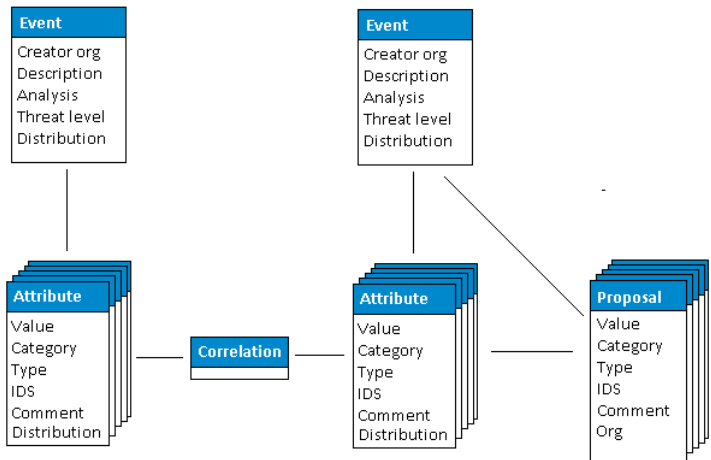 Event
Creator org
Description
Analysis
Threat level
Distribution
Event
Creator org
Description
Analysis
Threat level
Distribution
Attribute
Value
Category
Type
IDS
Comment
Distribution
Correlation
Attribute
Value
Category
Type
IDS
Comment
Distribution
Proposal
Value
Category
Type
IDS
Comment
Org